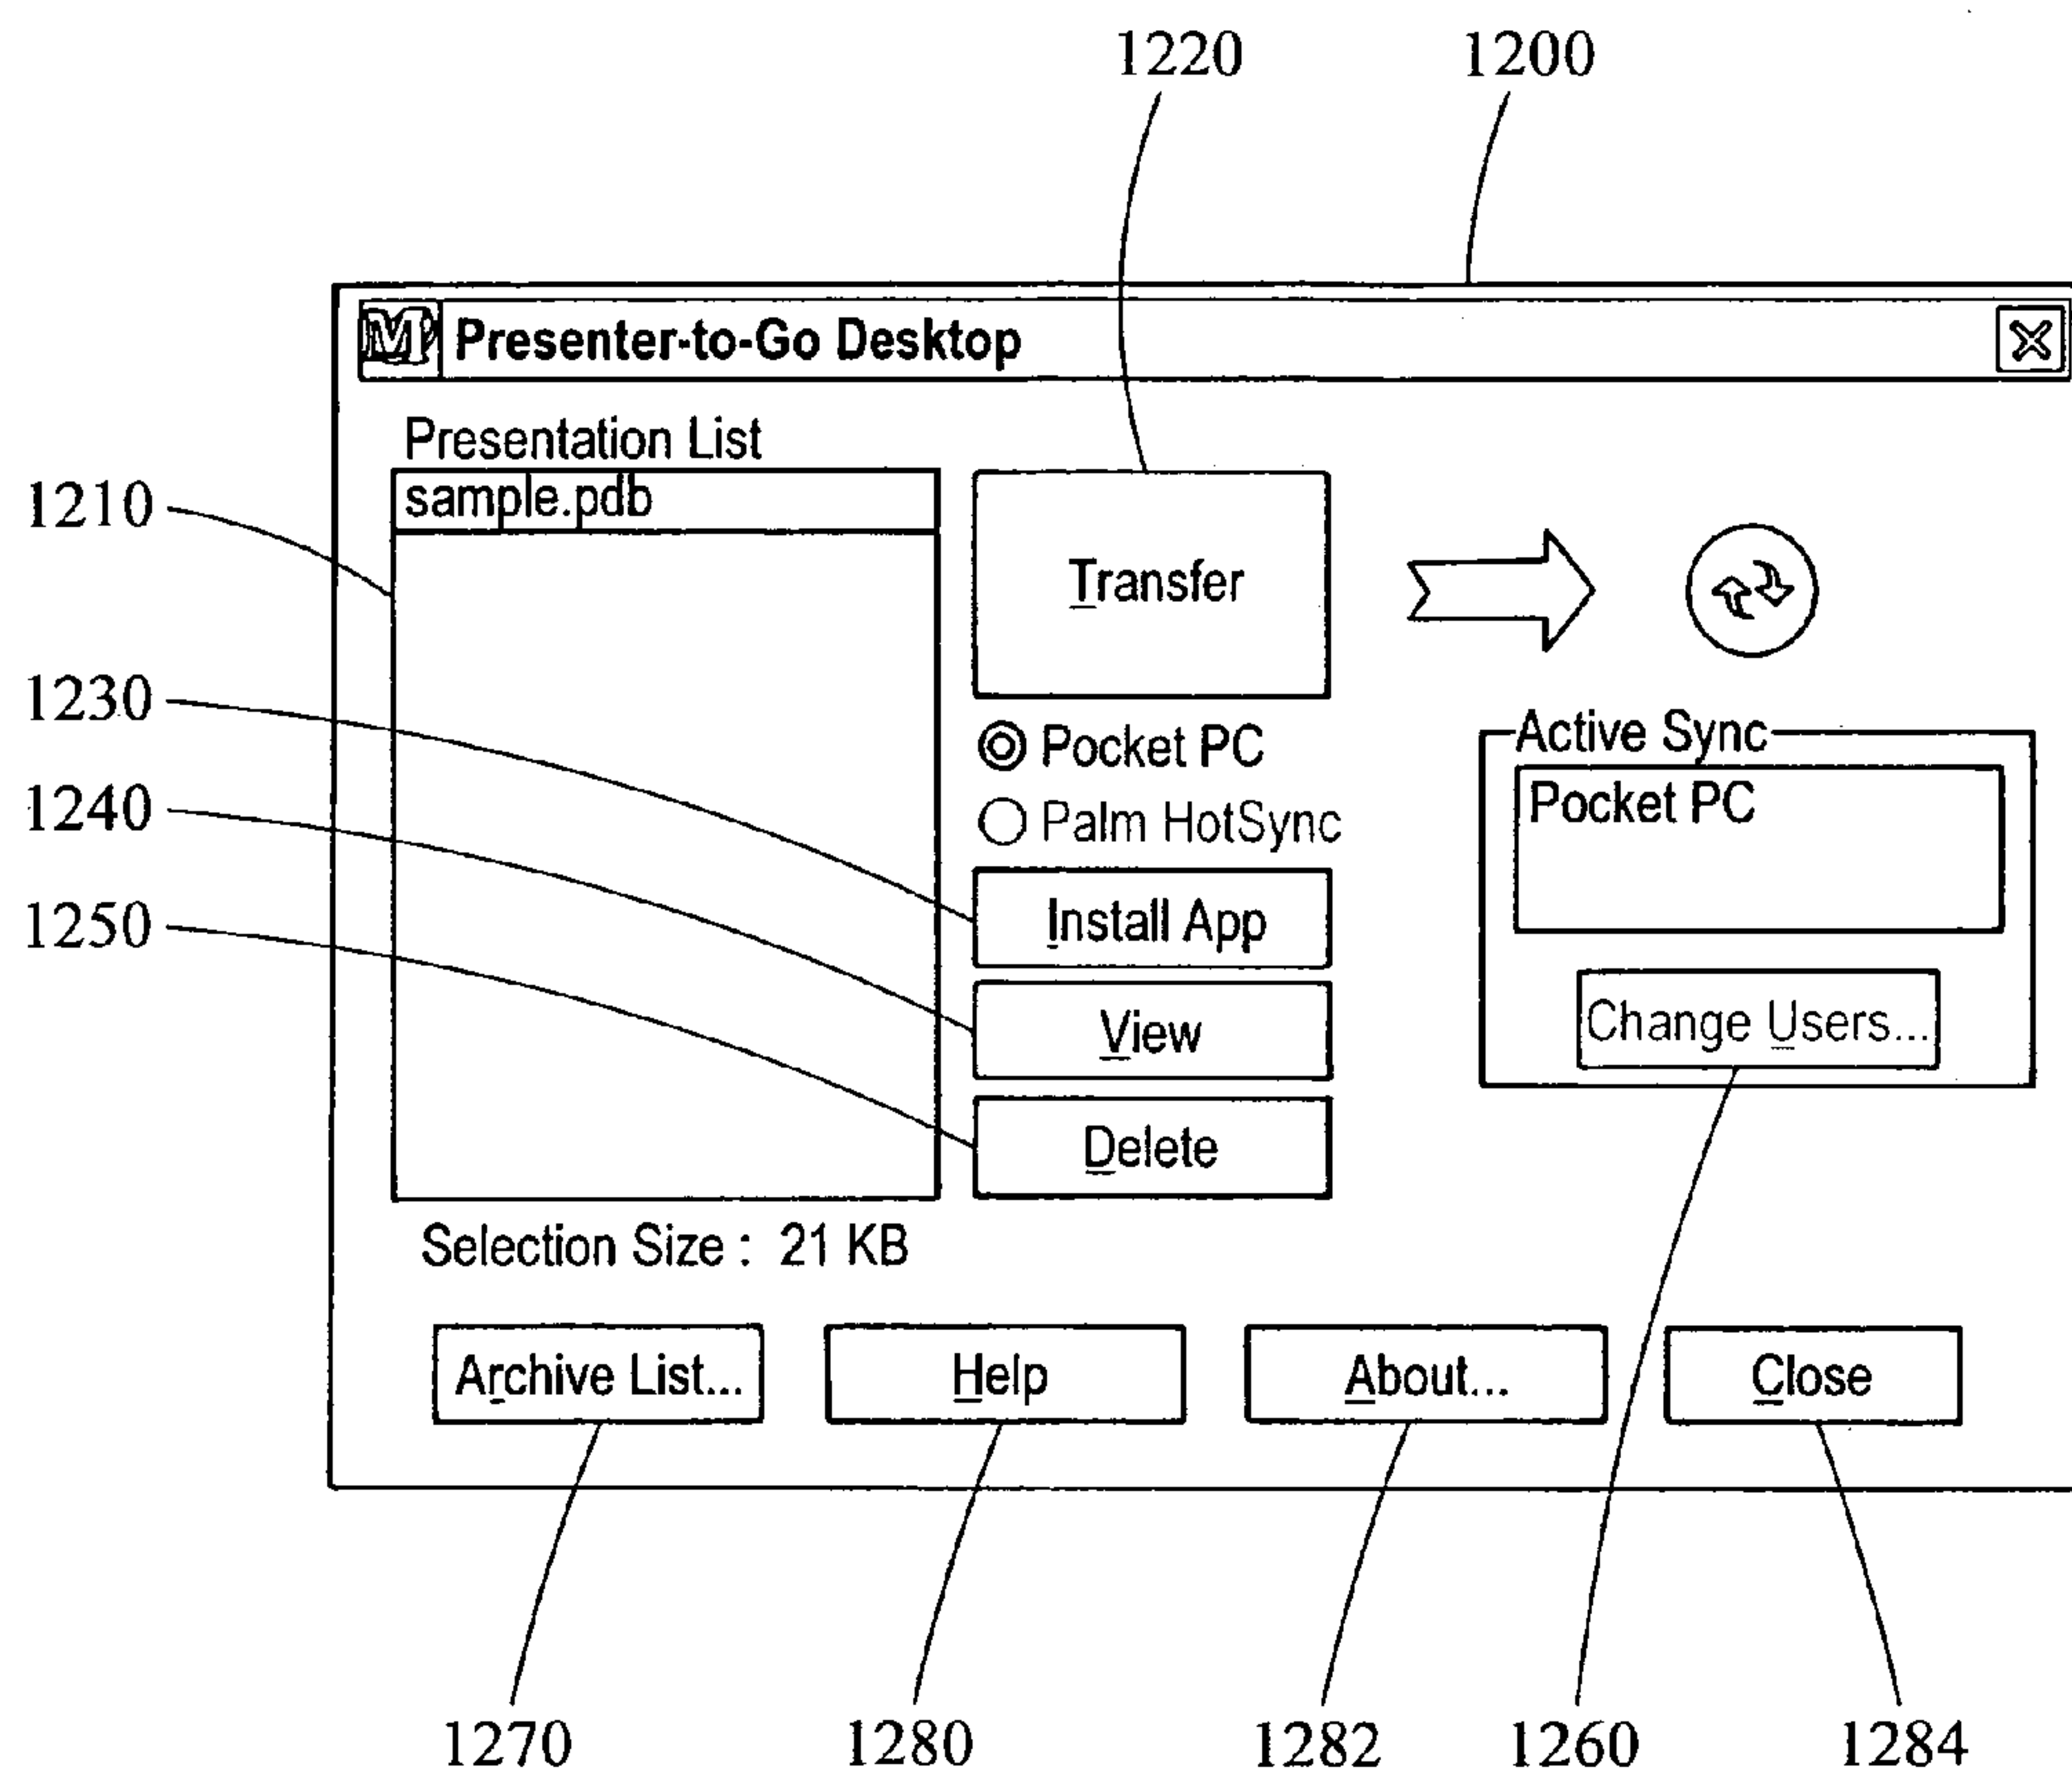 1220 1200
M Presenter-to-Go Desktop
Presentation List
1210
sample.pdb
Transfer
1230
Pocket PC
Active Sync
Pocket PC
1240
Palm HotSync
1250
Install App
View
Change Users...
Delete
Selection Size : 21 KB
Archive List... Help About... Close
1270 1280 1282 1260 1284